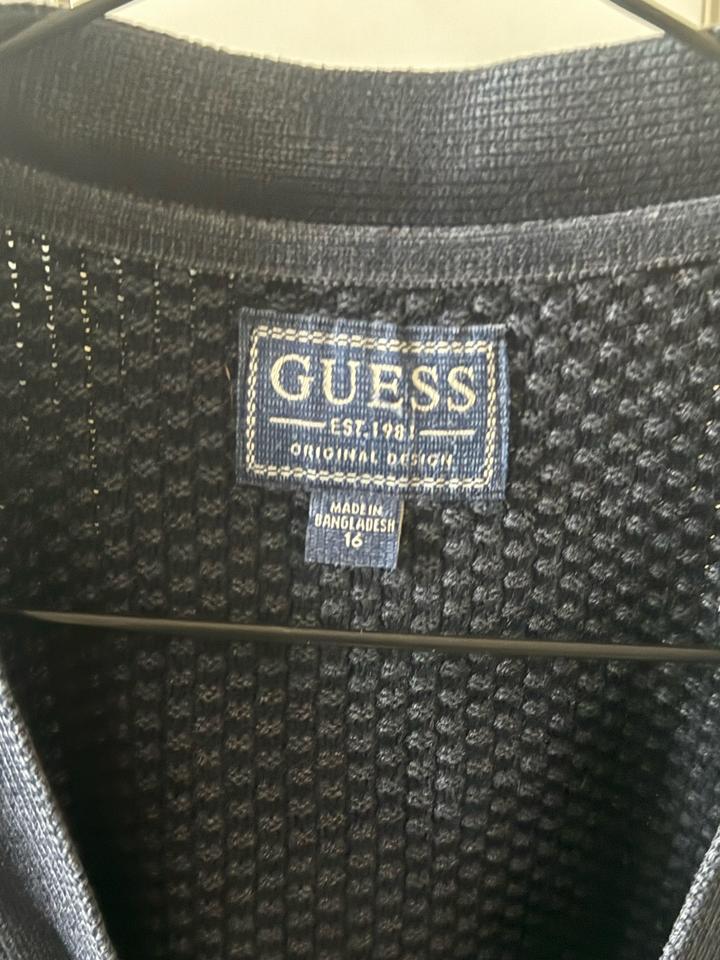 GUESS
EST. 1981
ORIGINAL DESIGN
MADE IN
BANGLADESH
16